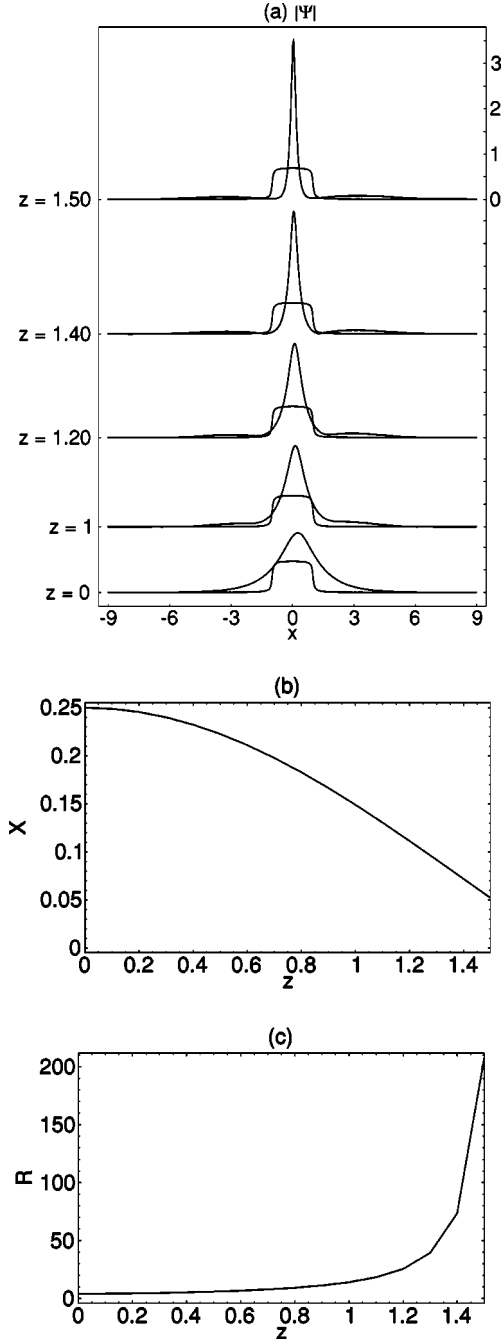 (a) |Ψ|
3
2
1
0
z = 1.50
z = 1.40
z = 1.20
z = 1
z = 0
-9 -6 -3 0 3 6 9
x
(b)
0.25
0.2
0.15
0.1
0.05
0
X
0 0.2 0.4 0.6 0.8 1 1.2 1.4
z
(c)
200
150
100
50
0
R
0 0.2 0.4 0.6 0.8 1 1.2 1.4
z